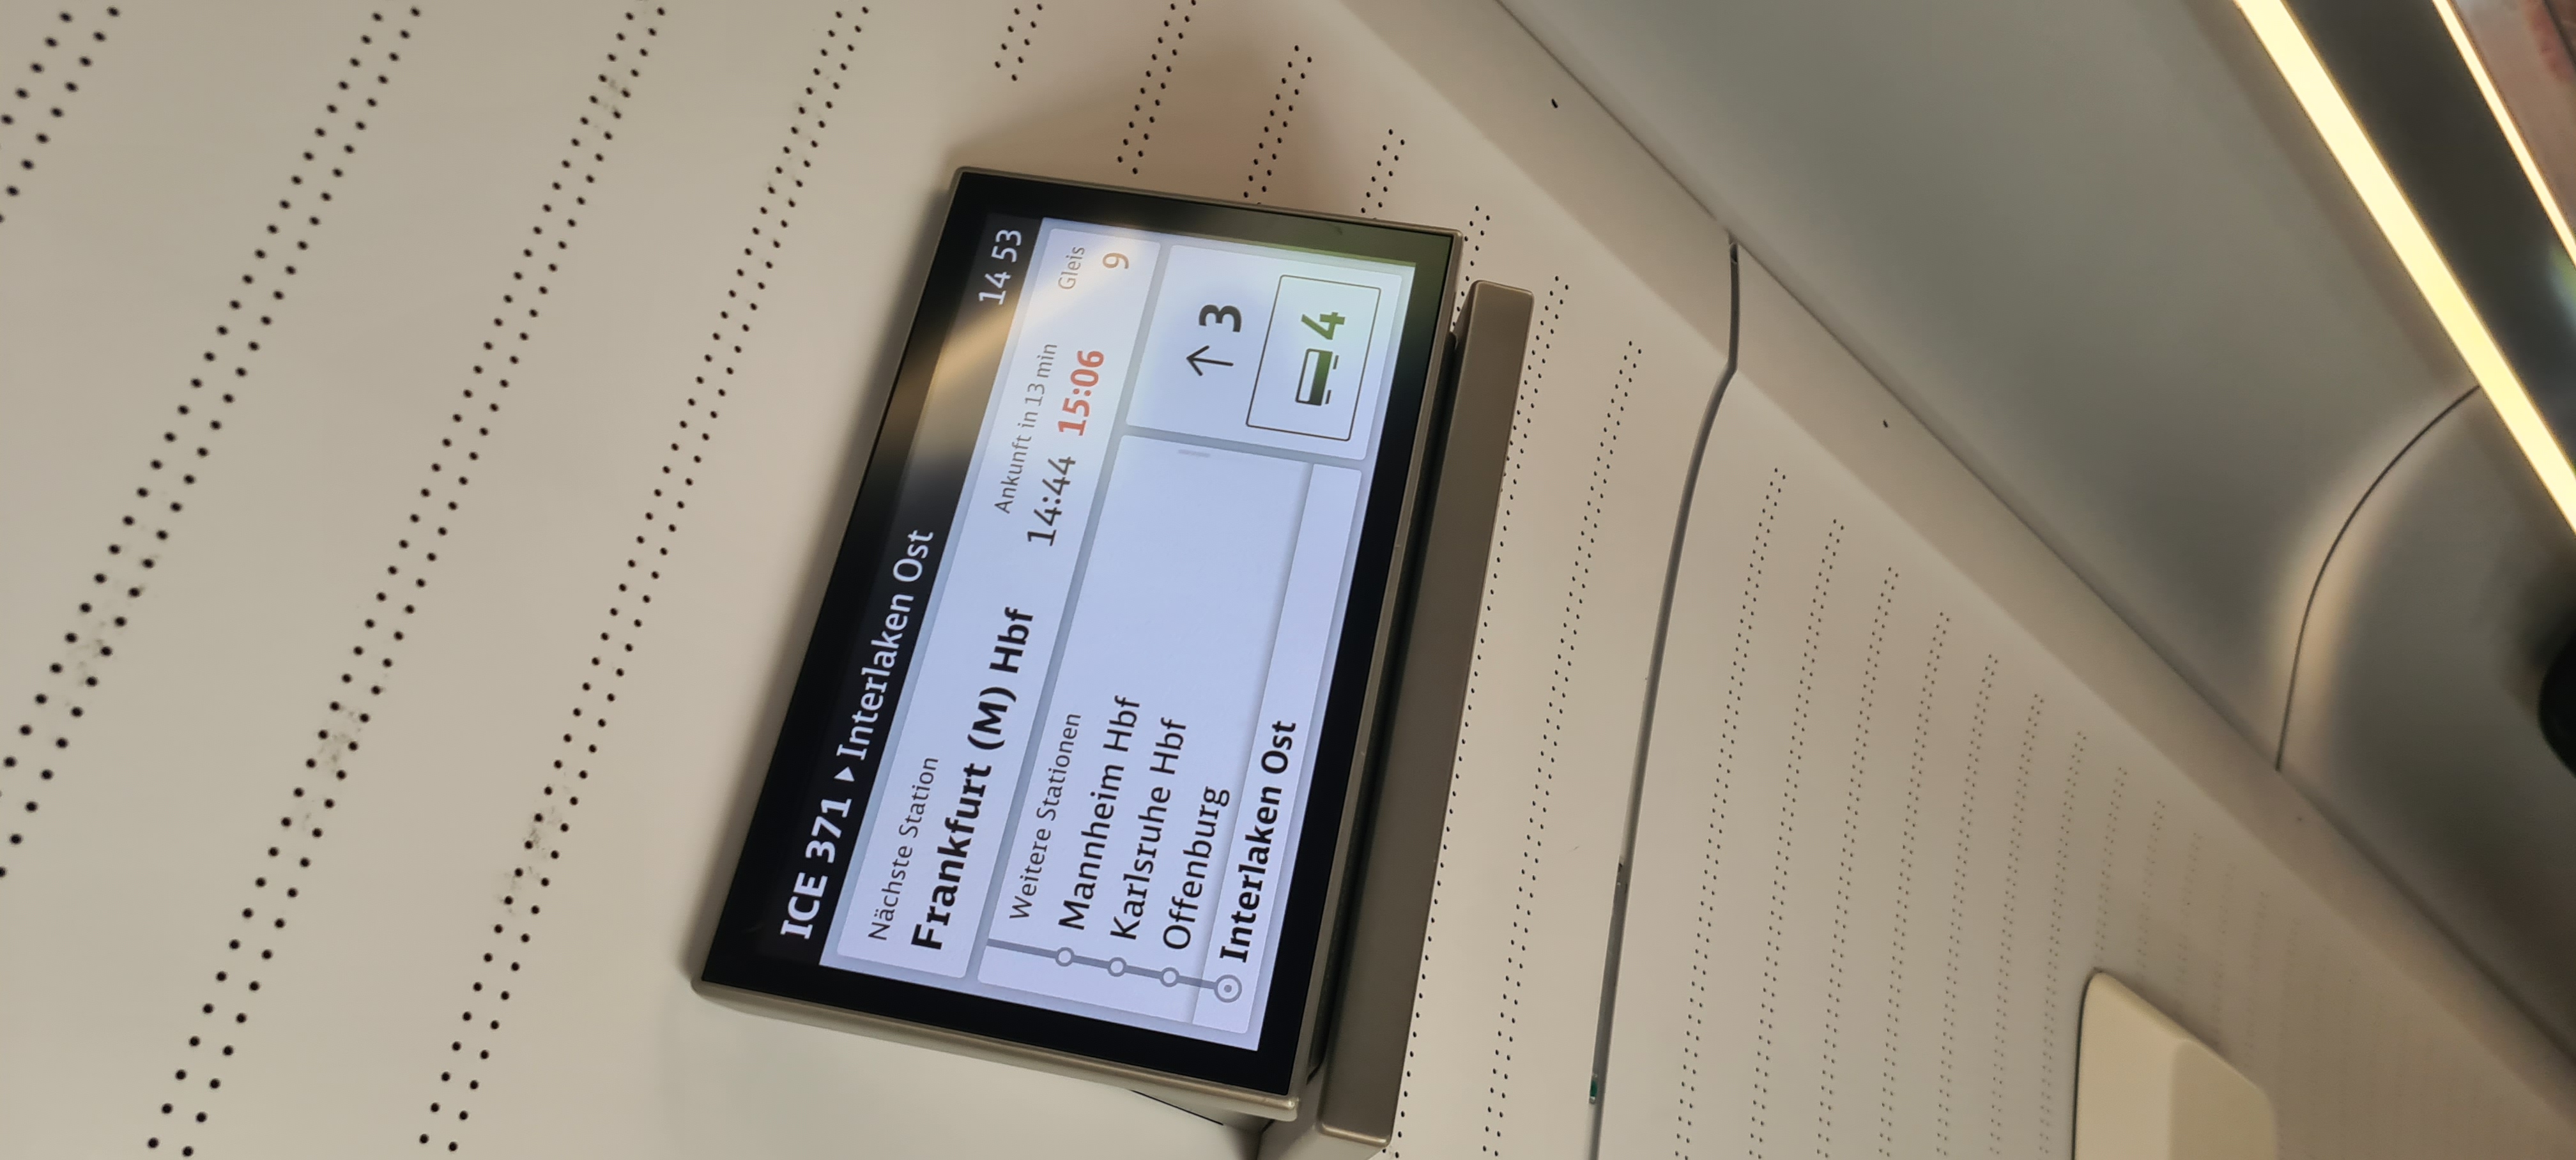 ICE 371 ▸ Interlaken Ost 14 53
Nächste Station Ankunft in 13 min Gleis
Frankfurt (M) Hbf 14:44 15:06 9
Weitere Stationen
Mannheim Hbf
Karlsruhe Hbf
Offenburg
Interlaken Ost
↑ 3
4